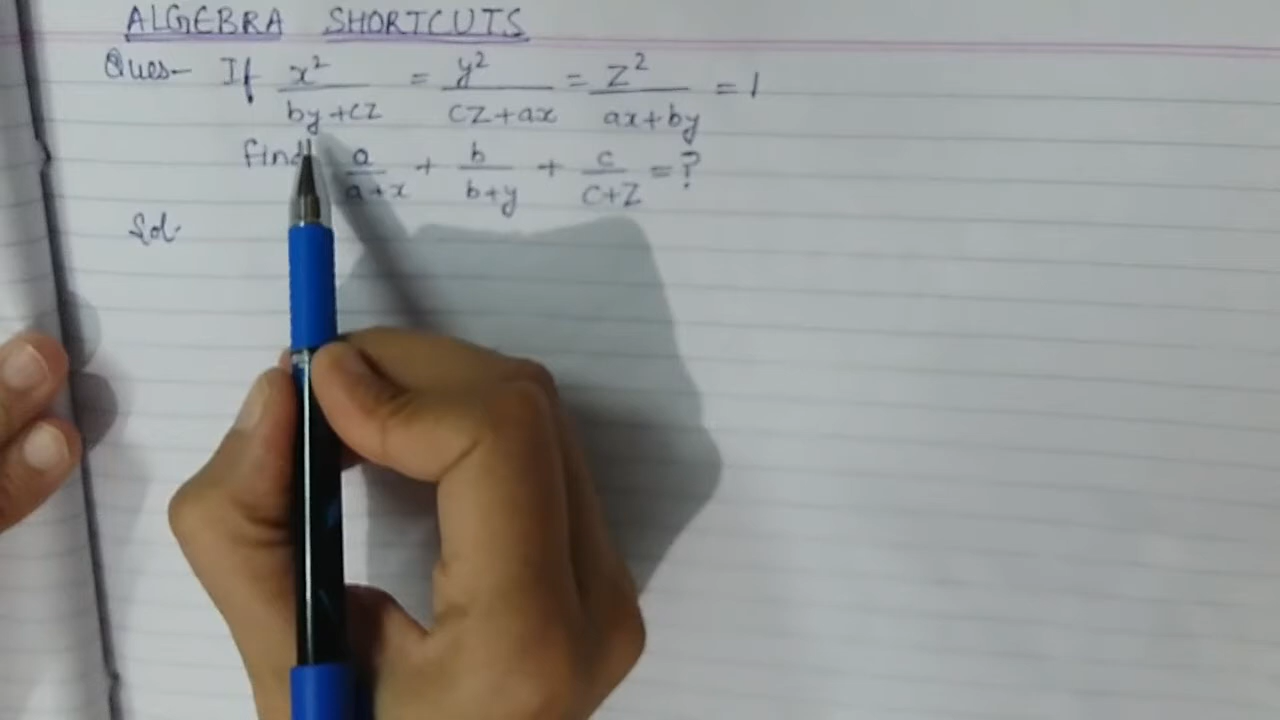 ALGEBRA SHORTCUTS
Ques- If x²/(by+cz) = y²/(cz+ax) = z²/(ax+by) = 1
find a/(a+x) + b/(b+y) + c/(c+z) = ?
Sol.